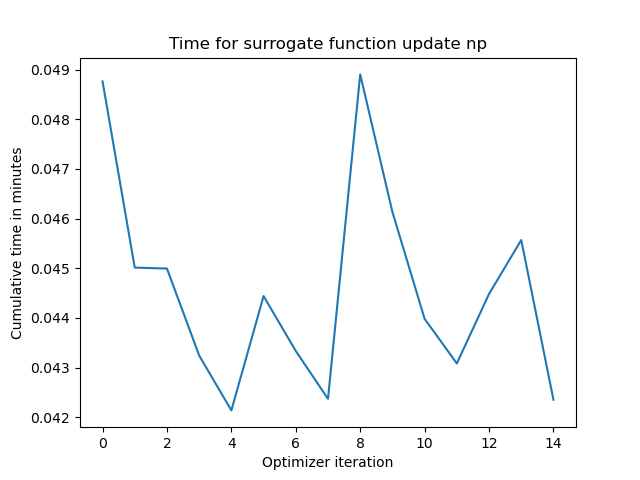 Time for surrogate function update np
Cumulative time in minutes
0.049
0.048
0.047
0.046
0.045
0.044
0.043
0.042
0 2 4 6 8 10 12 14
Optimizer iteration